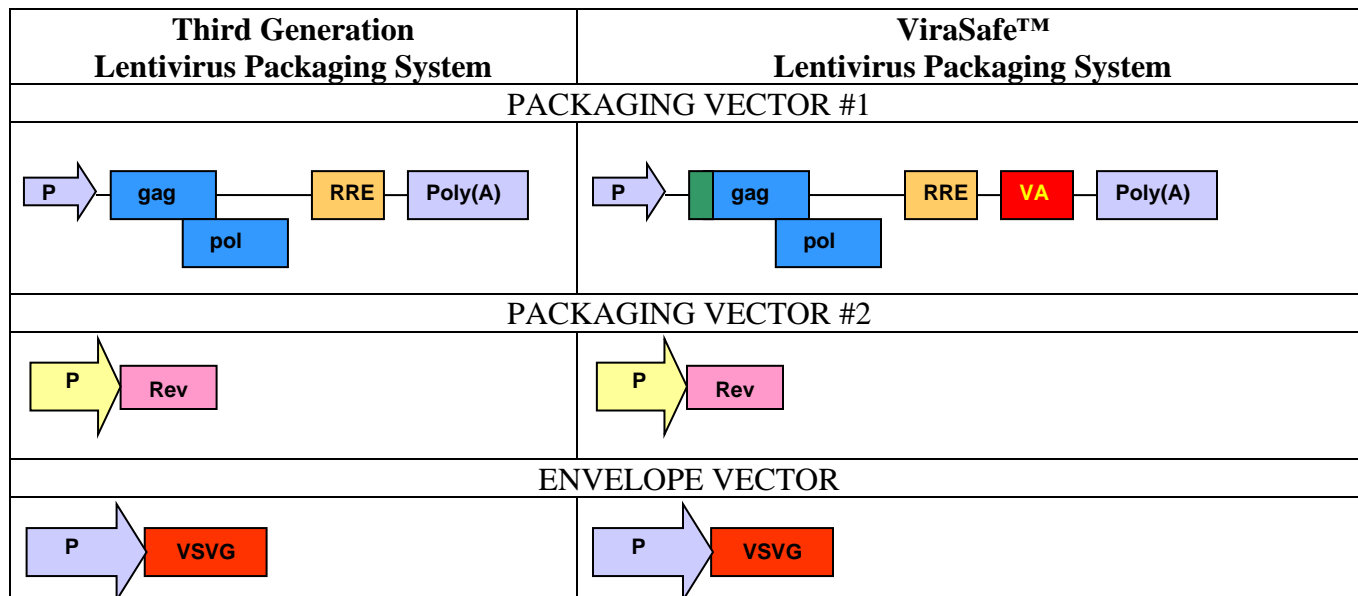 Third Generation
Lentivirus Packaging System
ViraSafe™
Lentivirus Packaging System
PACKAGING VECTOR #1
P gag RRE Poly(A)
pol
P gag RRE VA Poly(A)
pol
PACKAGING VECTOR #2
P Rev
P Rev
ENVELOPE VECTOR
P VSVG
P VSVG